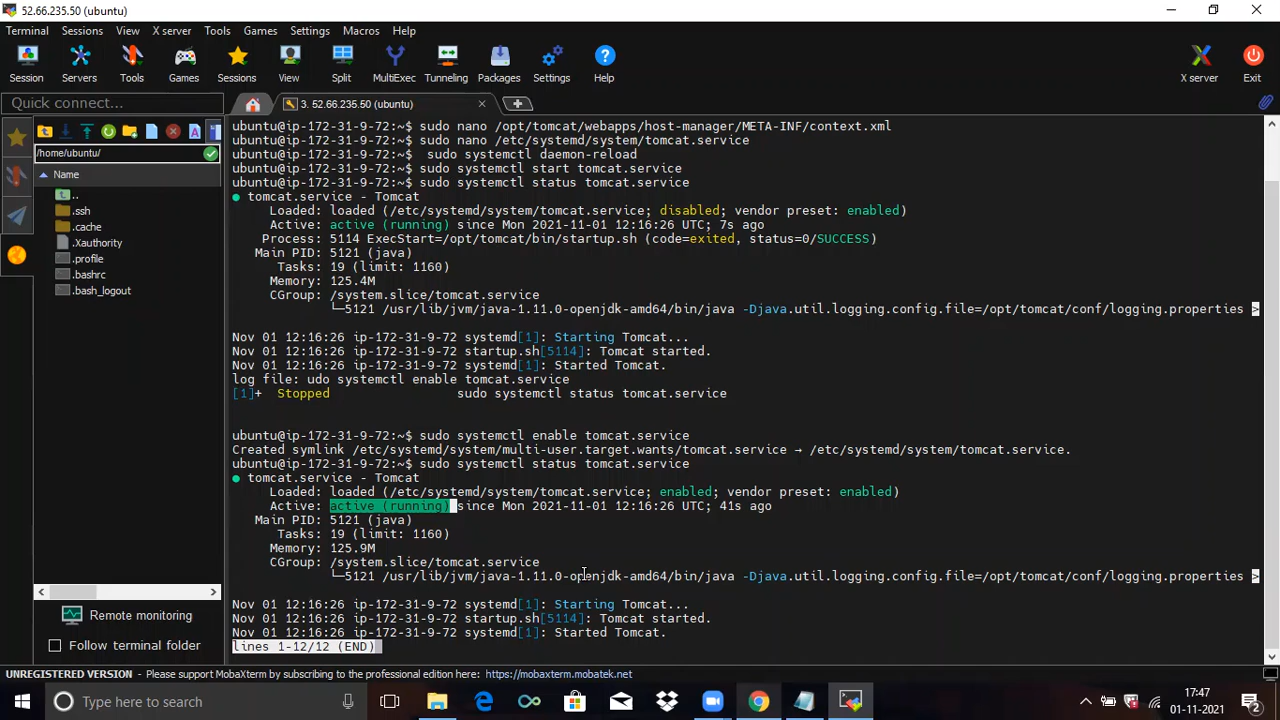 52.66.235.50 (ubuntu)
Terminal Sessions View X server Tools Games Settings Macros Help
Session Servers Tools Games Sessions View Split MultiExec Tunneling Packages Settings Help X server Exit
Quick connect...
3. 52.66.235.50 (ubuntu)
/home/ubuntu/
Name
..
.ssh
.cache
.Xauthority
.profile
.bashrc
.bash_logout
Remote monitoring
Follow terminal folder
ubuntu@ip-172-31-9-72:~$ sudo nano /opt/tomcat/webapps/host-manager/META-INF/context.xml
ubuntu@ip-172-31-9-72:~$ sudo nano /etc/systemd/system/tomcat.service
ubuntu@ip-172-31-9-72:~$  sudo systemctl daemon-reload
ubuntu@ip-172-31-9-72:~$ sudo systemctl start tomcat.service
ubuntu@ip-172-31-9-72:~$ sudo systemctl status tomcat.service
● tomcat.service - Tomcat
Loaded: loaded (/etc/systemd/system/tomcat.service; disabled; vendor preset: enabled)
Active: active (running) since Mon 2021-11-01 12:16:26 UTC; 7s ago
Process: 5114 ExecStart=/opt/tomcat/bin/startup.sh (code=exited, status=0/SUCCESS)
Main PID: 5121 (java)
Tasks: 19 (limit: 1160)
Memory: 125.4M
CGroup: /system.slice/tomcat.service
└─5121 /usr/lib/jvm/java-1.11.0-openjdk-amd64/bin/java -Djava.util.logging.config.file=/opt/tomcat/conf/logging.properties >
Nov 01 12:16:26 ip-172-31-9-72 systemd[1]: Starting Tomcat...
Nov 01 12:16:26 ip-172-31-9-72 startup.sh[5114]: Tomcat started.
Nov 01 12:16:26 ip-172-31-9-72 systemd[1]: Started Tomcat.
log file: udo systemctl enable tomcat.service
[1]+  Stopped                 sudo systemctl status tomcat.service
ubuntu@ip-172-31-9-72:~$ sudo systemctl enable tomcat.service
Created symlink /etc/systemd/system/multi-user.target.wants/tomcat.service → /etc/systemd/system/tomcat.service.
ubuntu@ip-172-31-9-72:~$ sudo systemctl status tomcat.service
● tomcat.service - Tomcat
Loaded: loaded (/etc/systemd/system/tomcat.service; enabled; vendor preset: enabled)
Active: active (running) since Mon 2021-11-01 12:16:26 UTC; 41s ago
Main PID: 5121 (java)
Tasks: 19 (limit: 1160)
Memory: 125.9M
CGroup: /system.slice/tomcat.service
└─5121 /usr/lib/jvm/java-1.11.0-openjdk-amd64/bin/java -Djava.util.logging.config.file=/opt/tomcat/conf/logging.properties >
Nov 01 12:16:26 ip-172-31-9-72 systemd[1]: Starting Tomcat...
Nov 01 12:16:26 ip-172-31-9-72 startup.sh[5114]: Tomcat started.
Nov 01 12:16:26 ip-172-31-9-72 systemd[1]: Started Tomcat.
lines 1-12/12 (END)
UNREGISTERED VERSION - Please support MobaXterm by subscribing to the professional edition here: https://mobaxterm.mobatek.net
Type here to search
17:47
01-11-2021
2